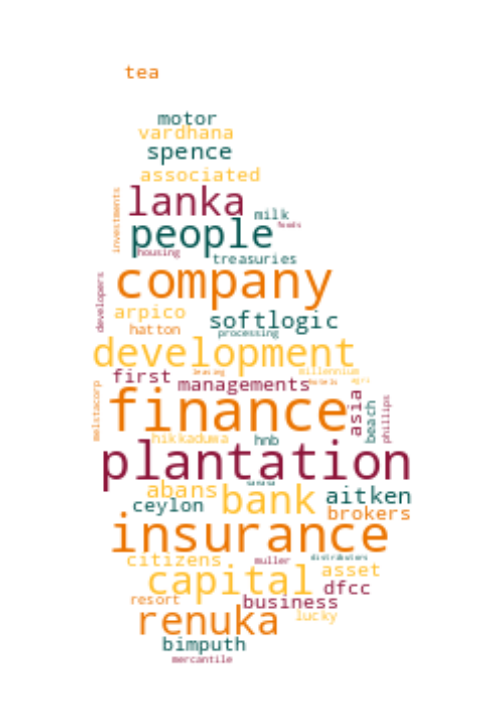 tea
motor
vardhana
spence
associated
investments
lanka
milk
foods
people
housing
treasuries
developers
company
arpico
softlogic
hatton
processing
development
leasing
millennium
first
managements
hotels
agri
melstacorp
finance
asia
beach
phillips
hikkaduwa
hnb
plantation
abans
bank
aitken
ceylon
brokers
insurance
citizens
muller
distributors
asset
capital
dfcc
resort
business
renuka
lucky
bimputh
mercantile